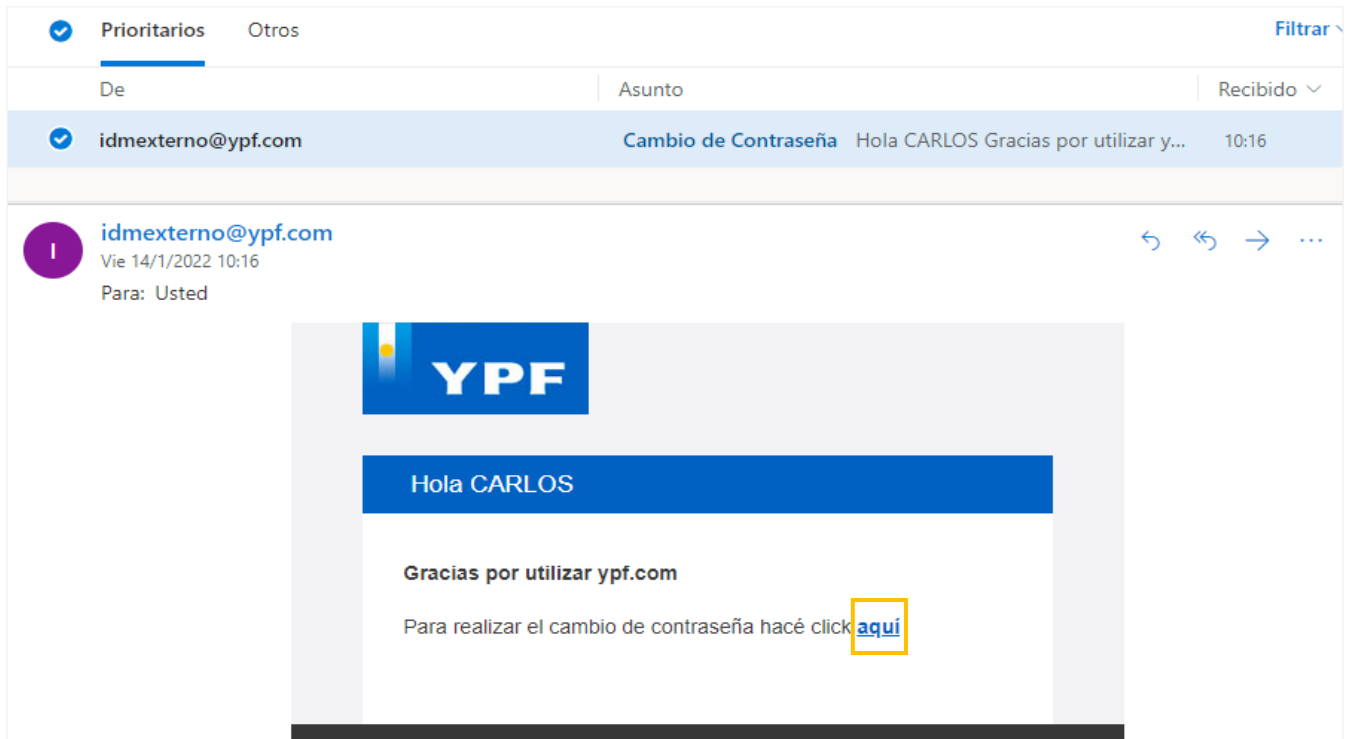 Prioritarios Otros Filtrar
De Asunto Recibido
idmexterno@ypf.com Cambio de Contraseña Hola CARLOS Gracias por utilizar y... 10:16
I
idmexterno@ypf.com
Vie 14/1/2022 10:16
Para: Usted
YPF
Hola CARLOS
Gracias por utilizar ypf.com
Para realizar el cambio de contraseña hacé click aquí